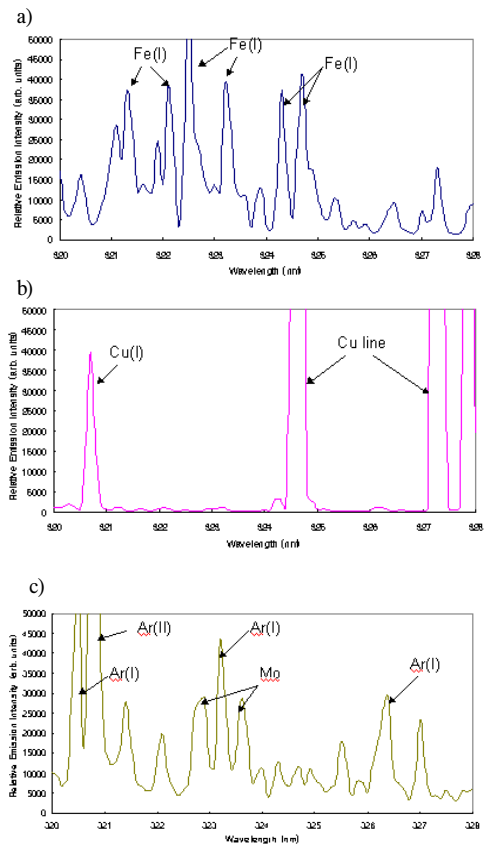 a)
50000
45000
40000
35000
30000
25000
20000
15000
10000
5000
0
Relative Emission Intensity (arb. units)
Fe(I)
Fe(I)
Fe(I)
Fe(I)
320 321 322 323 324 325 326 327 328
Wavelength (nm)
b)
50000
45000
40000
35000
30000
25000
20000
15000
10000
5000
0
Relative Emission Intensity (arb. units)
Cu(I)
Cu line
320 321 322 323 324 325 326 327 328
Wavelength (nm)
c)
50000
45000
40000
35000
30000
25000
20000
15000
10000
5000
0
Relative Emission Intensity (arb. units)
Ar(II)
Ar(I)
Ar(I)
Mo
Ar(I)
320 321 322 323 324 325 326 327 328
Wavelength (nm)